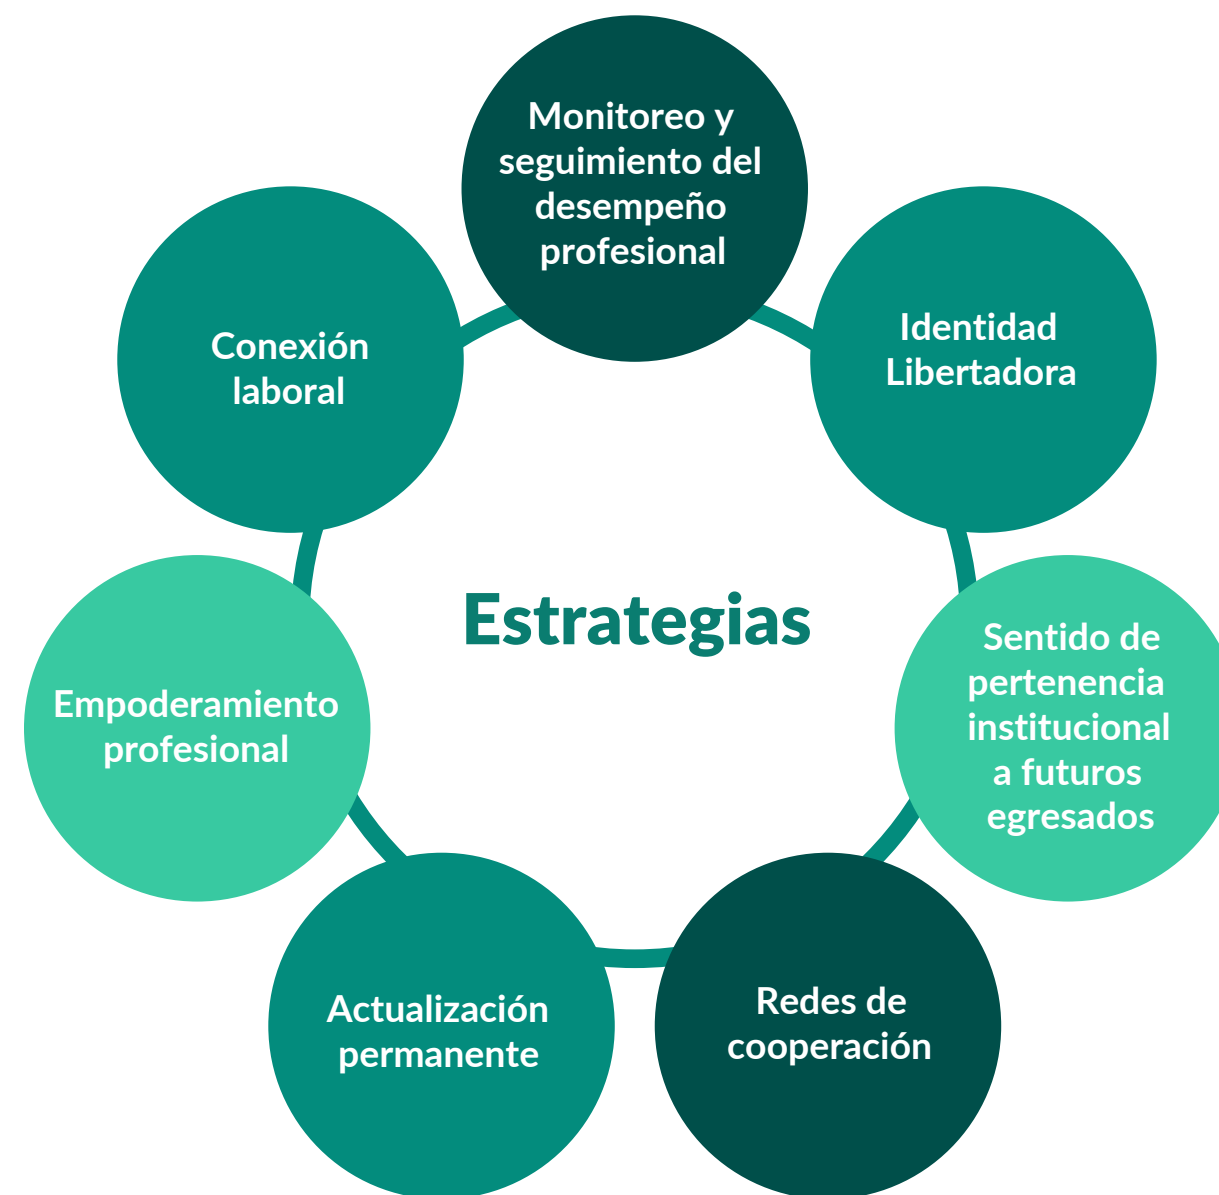 Monitoreo y
seguimiento del
desempeño
profesional
Identidad
Libertadora
Conexión
laboral
Estrategias
Sentido de
pertenencia
institucional
a futuros
egresados
Empoderamiento
profesional
Redes de
cooperación
Actualización
permanente